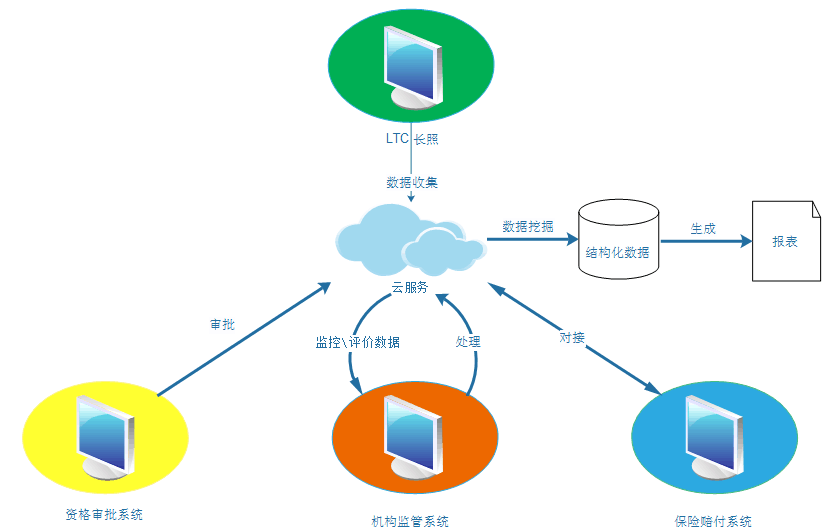 LTC 长照
数据收集
数据挖掘
结构化数据
生成
报表
云服务
审批
监控\评价数据
处理
对接
资格审批系统
机构监管系统
保险赔付系统